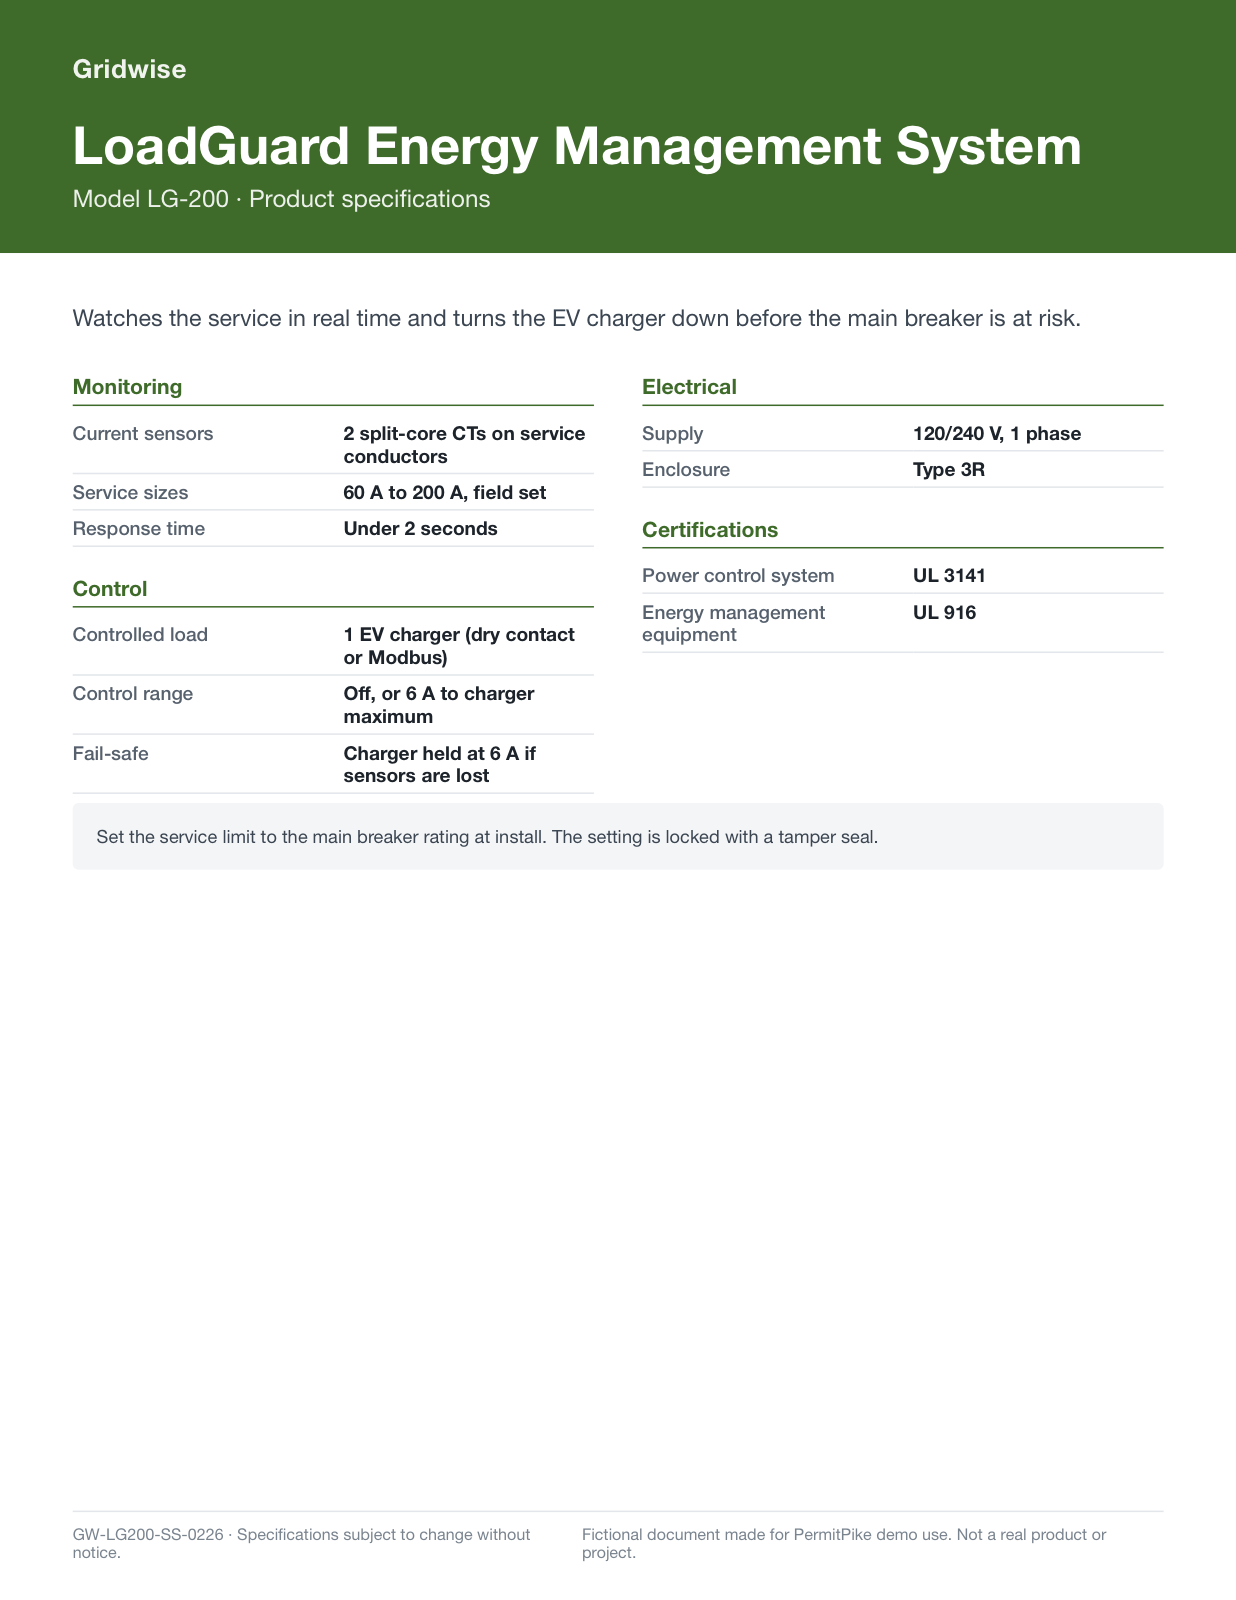 Gridwise
LoadGuard Energy Management System
Model LG-200 · Product specifications
Watches the service in real time and turns the EV charger down before the main breaker is at risk.
Monitoring
Current sensors 2 split-core CTs on service
conductors
Service sizes 60 A to 200 A, field set
Response time Under 2 seconds
Control
Controlled load 1 EV charger (dry contact
or Modbus)
Control range Off, or 6 A to charger
maximum
Fail-safe Charger held at 6 A if
sensors are lost
Electrical
Supply 120/240 V, 1 phase
Enclosure Type 3R
Certifications
Power control system UL 3141
Energy management UL 916
equipment
Set the service limit to the main breaker rating at install. The setting is locked with a tamper seal.
GW-LG200-SS-0226 · Specifications subject to change without
notice.
Fictional document made for PermitPike demo use. Not a real product or
project.